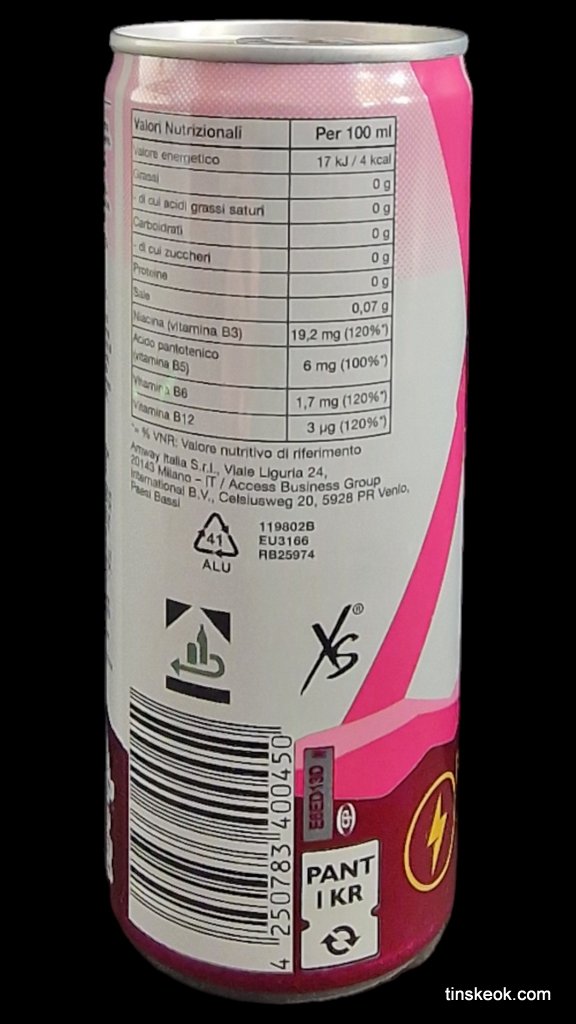 Valori Nutrizionali Per 100 ml
Valore energetico 17 kJ / 4 kcal
Grassi 0 g
- di cui acidi grassi saturi 0 g
Carboidrati 0 g
- di cui zuccheri 0 g
Proteine 0 g
Sale 0,07 g
Niacina (vitamina B3) 19,2 mg (120%*)
Acido pantotenico
(vitamina B5) 6 mg (100%*)
Vitamina B6 1,7 mg (120%*)
Vitamina B12 3 µg (120%*)
*= % VNR: Valore nutritivo di riferimento
Amway Italia S.r.l., Viale Liguria 24,
20143 Milano – IT / Access Business Group
International B.V., Celsiusweg 20, 5928 PR Venlo,
Paesi Bassi
41
ALU
119802B
EU3166
RB25974
XS®
4 250783 400450
E6ED13D
PANT
1 KR
tinskeok.com